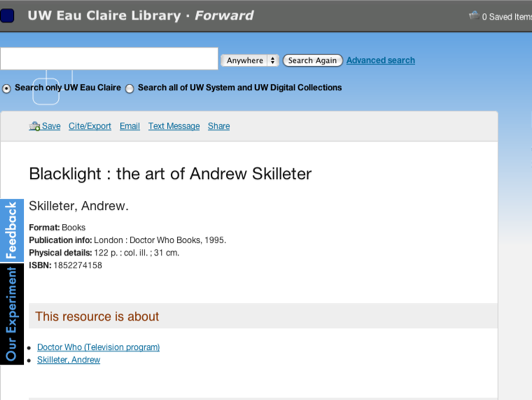 UW Eau Claire Library · Forward
0 Saved Items
Anywhere Search Again Advanced search
Search only UW Eau Claire Search all of UW System and UW Digital Collections
Save Cite/Export Email Text Message Share
Blacklight : the art of Andrew Skilleter
Skilleter, Andrew.
Format: Books
Publication info: London : Doctor Who Books, 1995.
Physical details: 122 p. : col. ill. ; 31 cm.
ISBN: 1852274158
Feedback
Our Experiment
This resource is about
Doctor Who (Television program)
Skilleter, Andrew